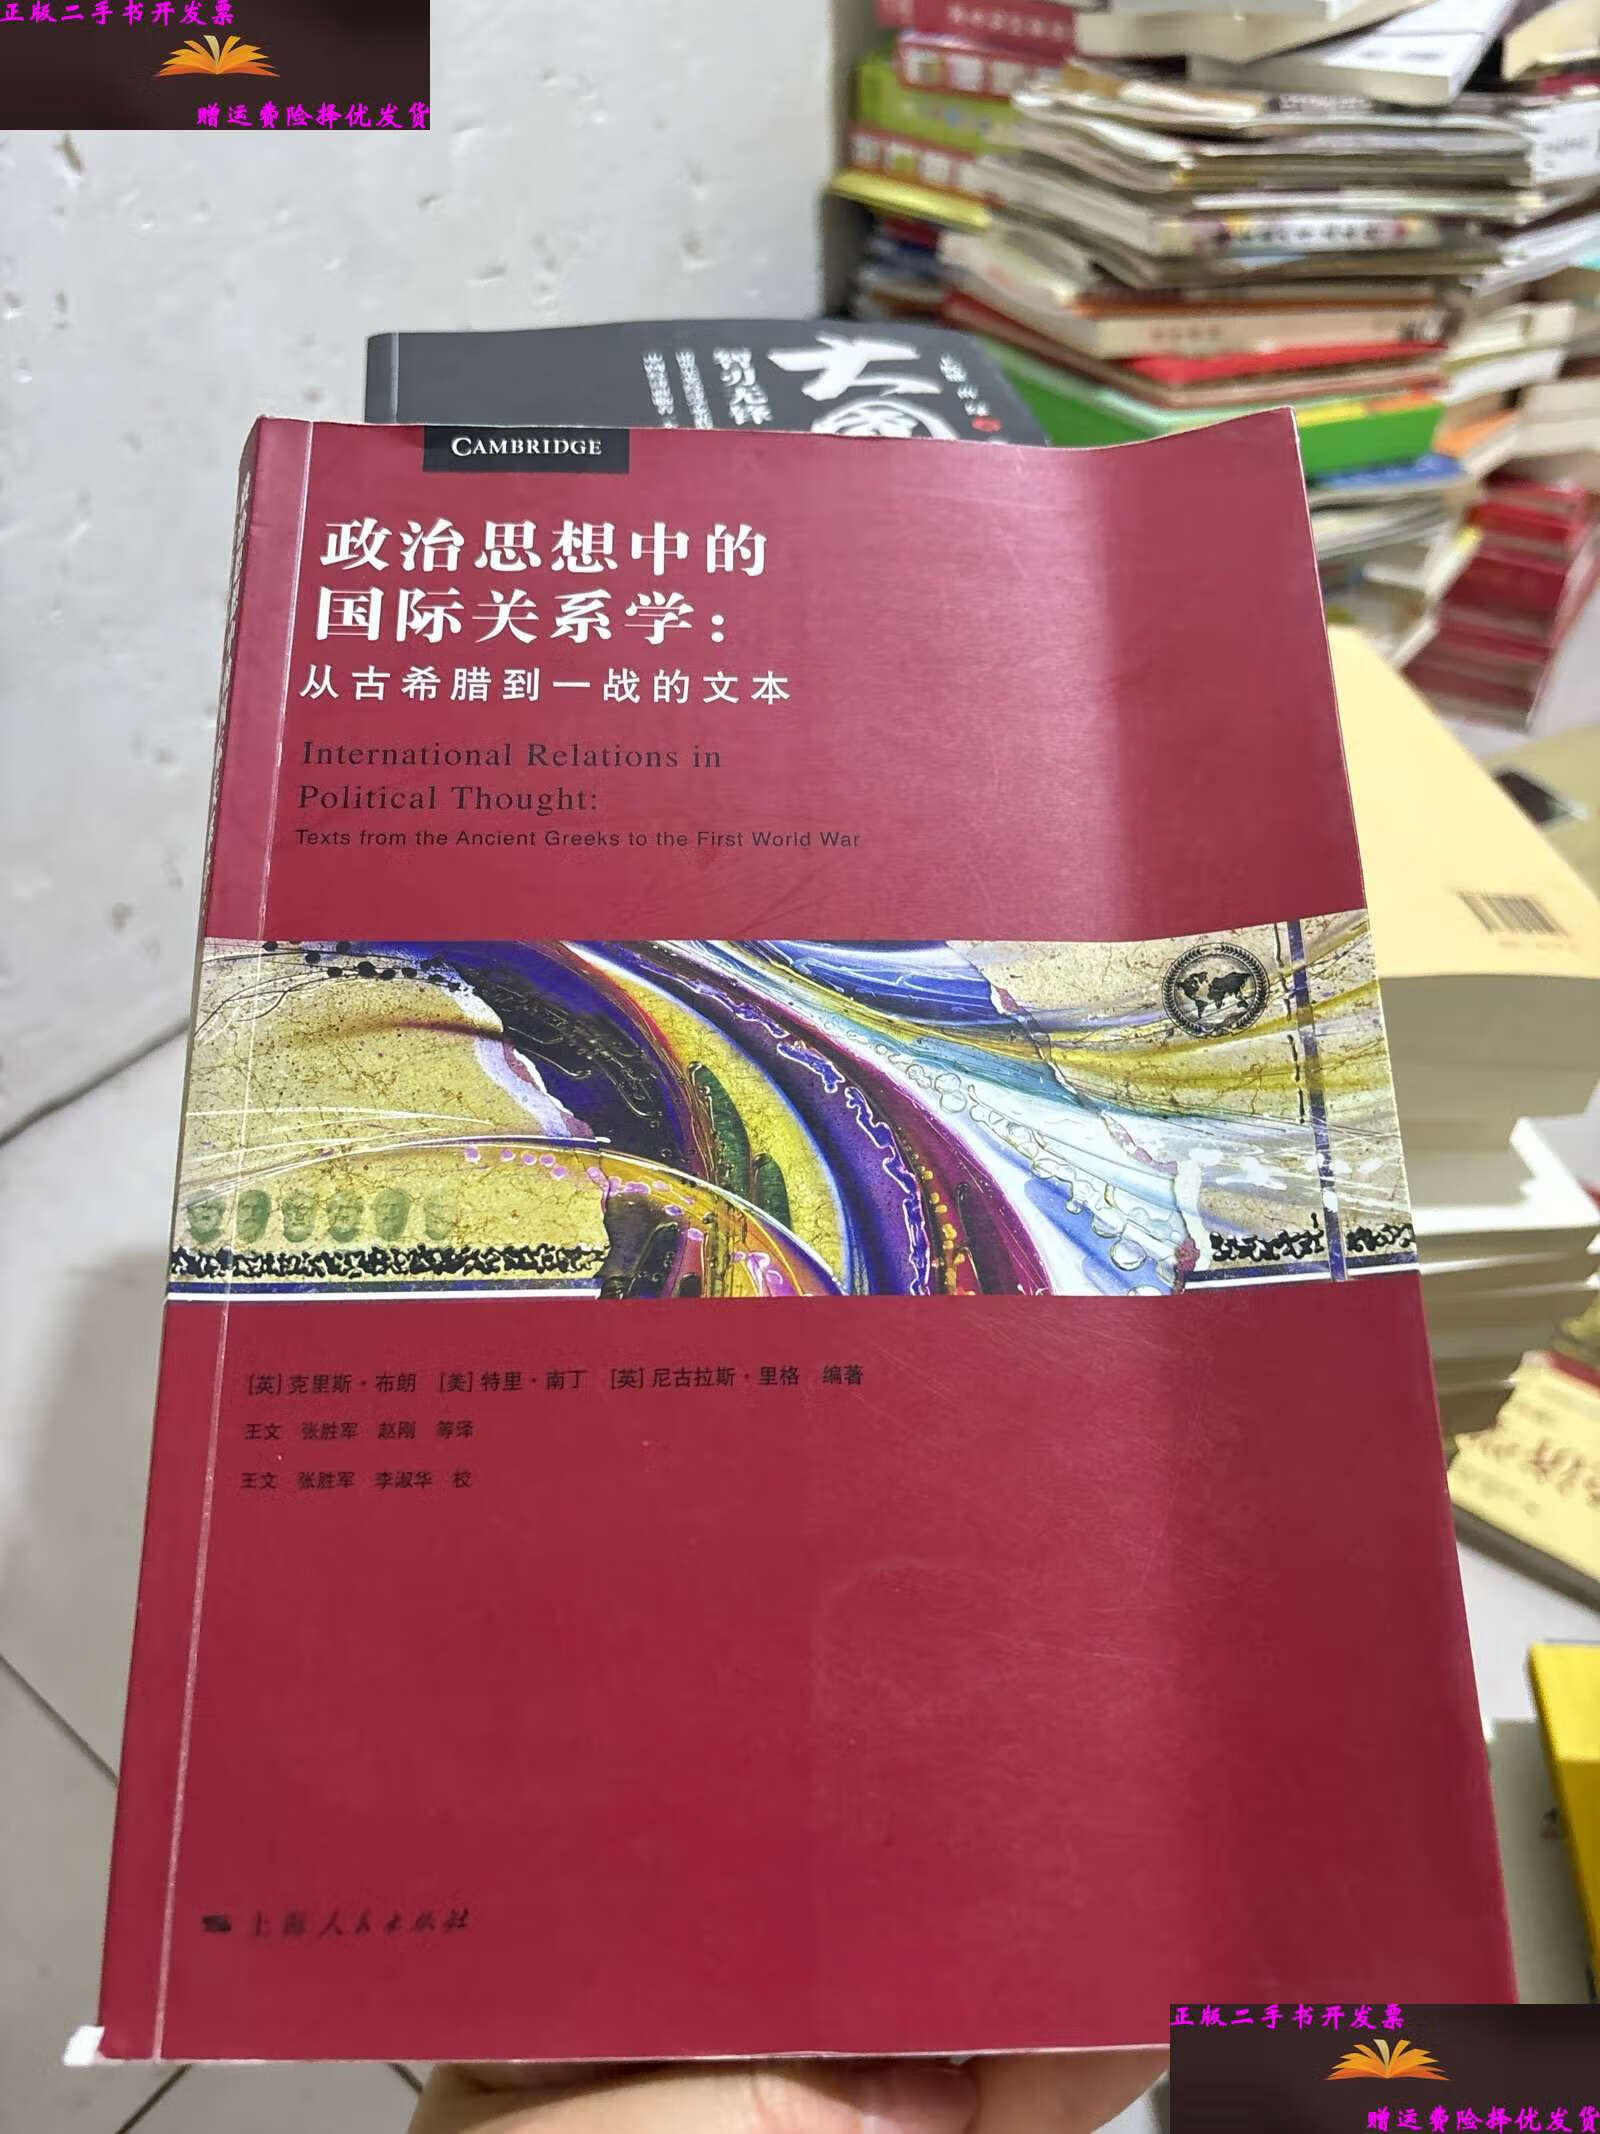 正版二手书开发票
赠运费险择优发货
CAMBRIDGE
政治思想中的
国际关系学：
从古希腊到一战的文本
International Relations in
Political Thought:
Texts from the Ancient Greeks to the First World War
[英]克里斯·布朗 [美]特里·南丁 [英]尼古拉斯·里格 编著
王文 张胜军 赵刚 等译
王文 张胜军 李淑华 校
上海人民出版社
正版二手书开发票
赠运费险择优发货